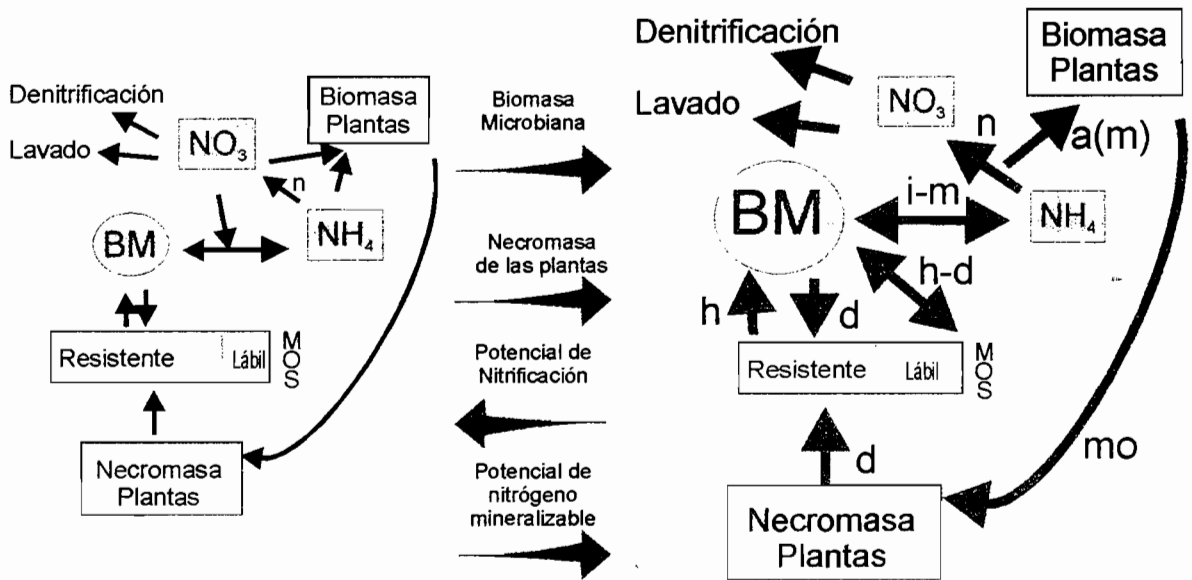 Denitrificación
Lavado
NO₃
Biomasa
Plantas
n
BM
NH₄
Resistente
Lábil
MOS
Necromasa
Plantas
Biomasa
Microbiana
Necromasa
de las plantas
Potencial de
Nitrificación
Potencial de
nitrógeno
mineralizable
Denitrificación
Lavado
NO₃
Biomasa
Plantas
n
a(m)
BM
i-m
NH₄
h-d
h
d
Resistente
Lábil
MOS
d
mo
Necromasa
Plantas